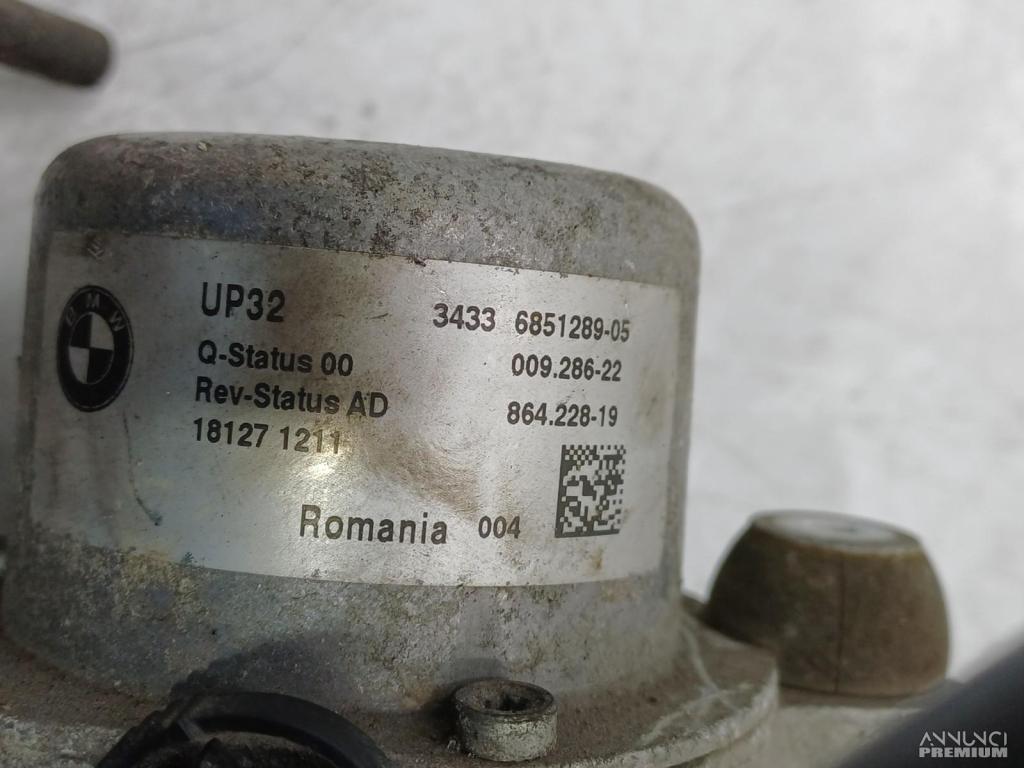 BMW
UP32 3433 6851289-05
Q-Status 00 009.286-22
Rev-Status AD 864.228-19
18127 1211
Romania 004
ANNUNCI
PREMIUM